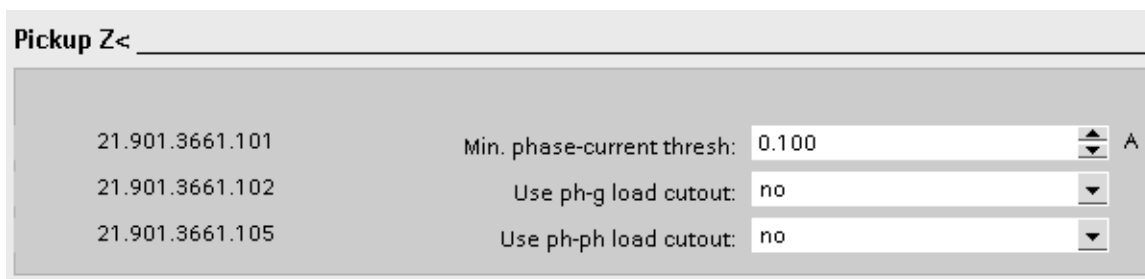 Pickup Z<
21.901.3661.101 Min. phase-current thresh: 0.100 A
21.901.3661.102 Use ph-g load cutout: no
21.901.3661.105 Use ph-ph load cutout: no